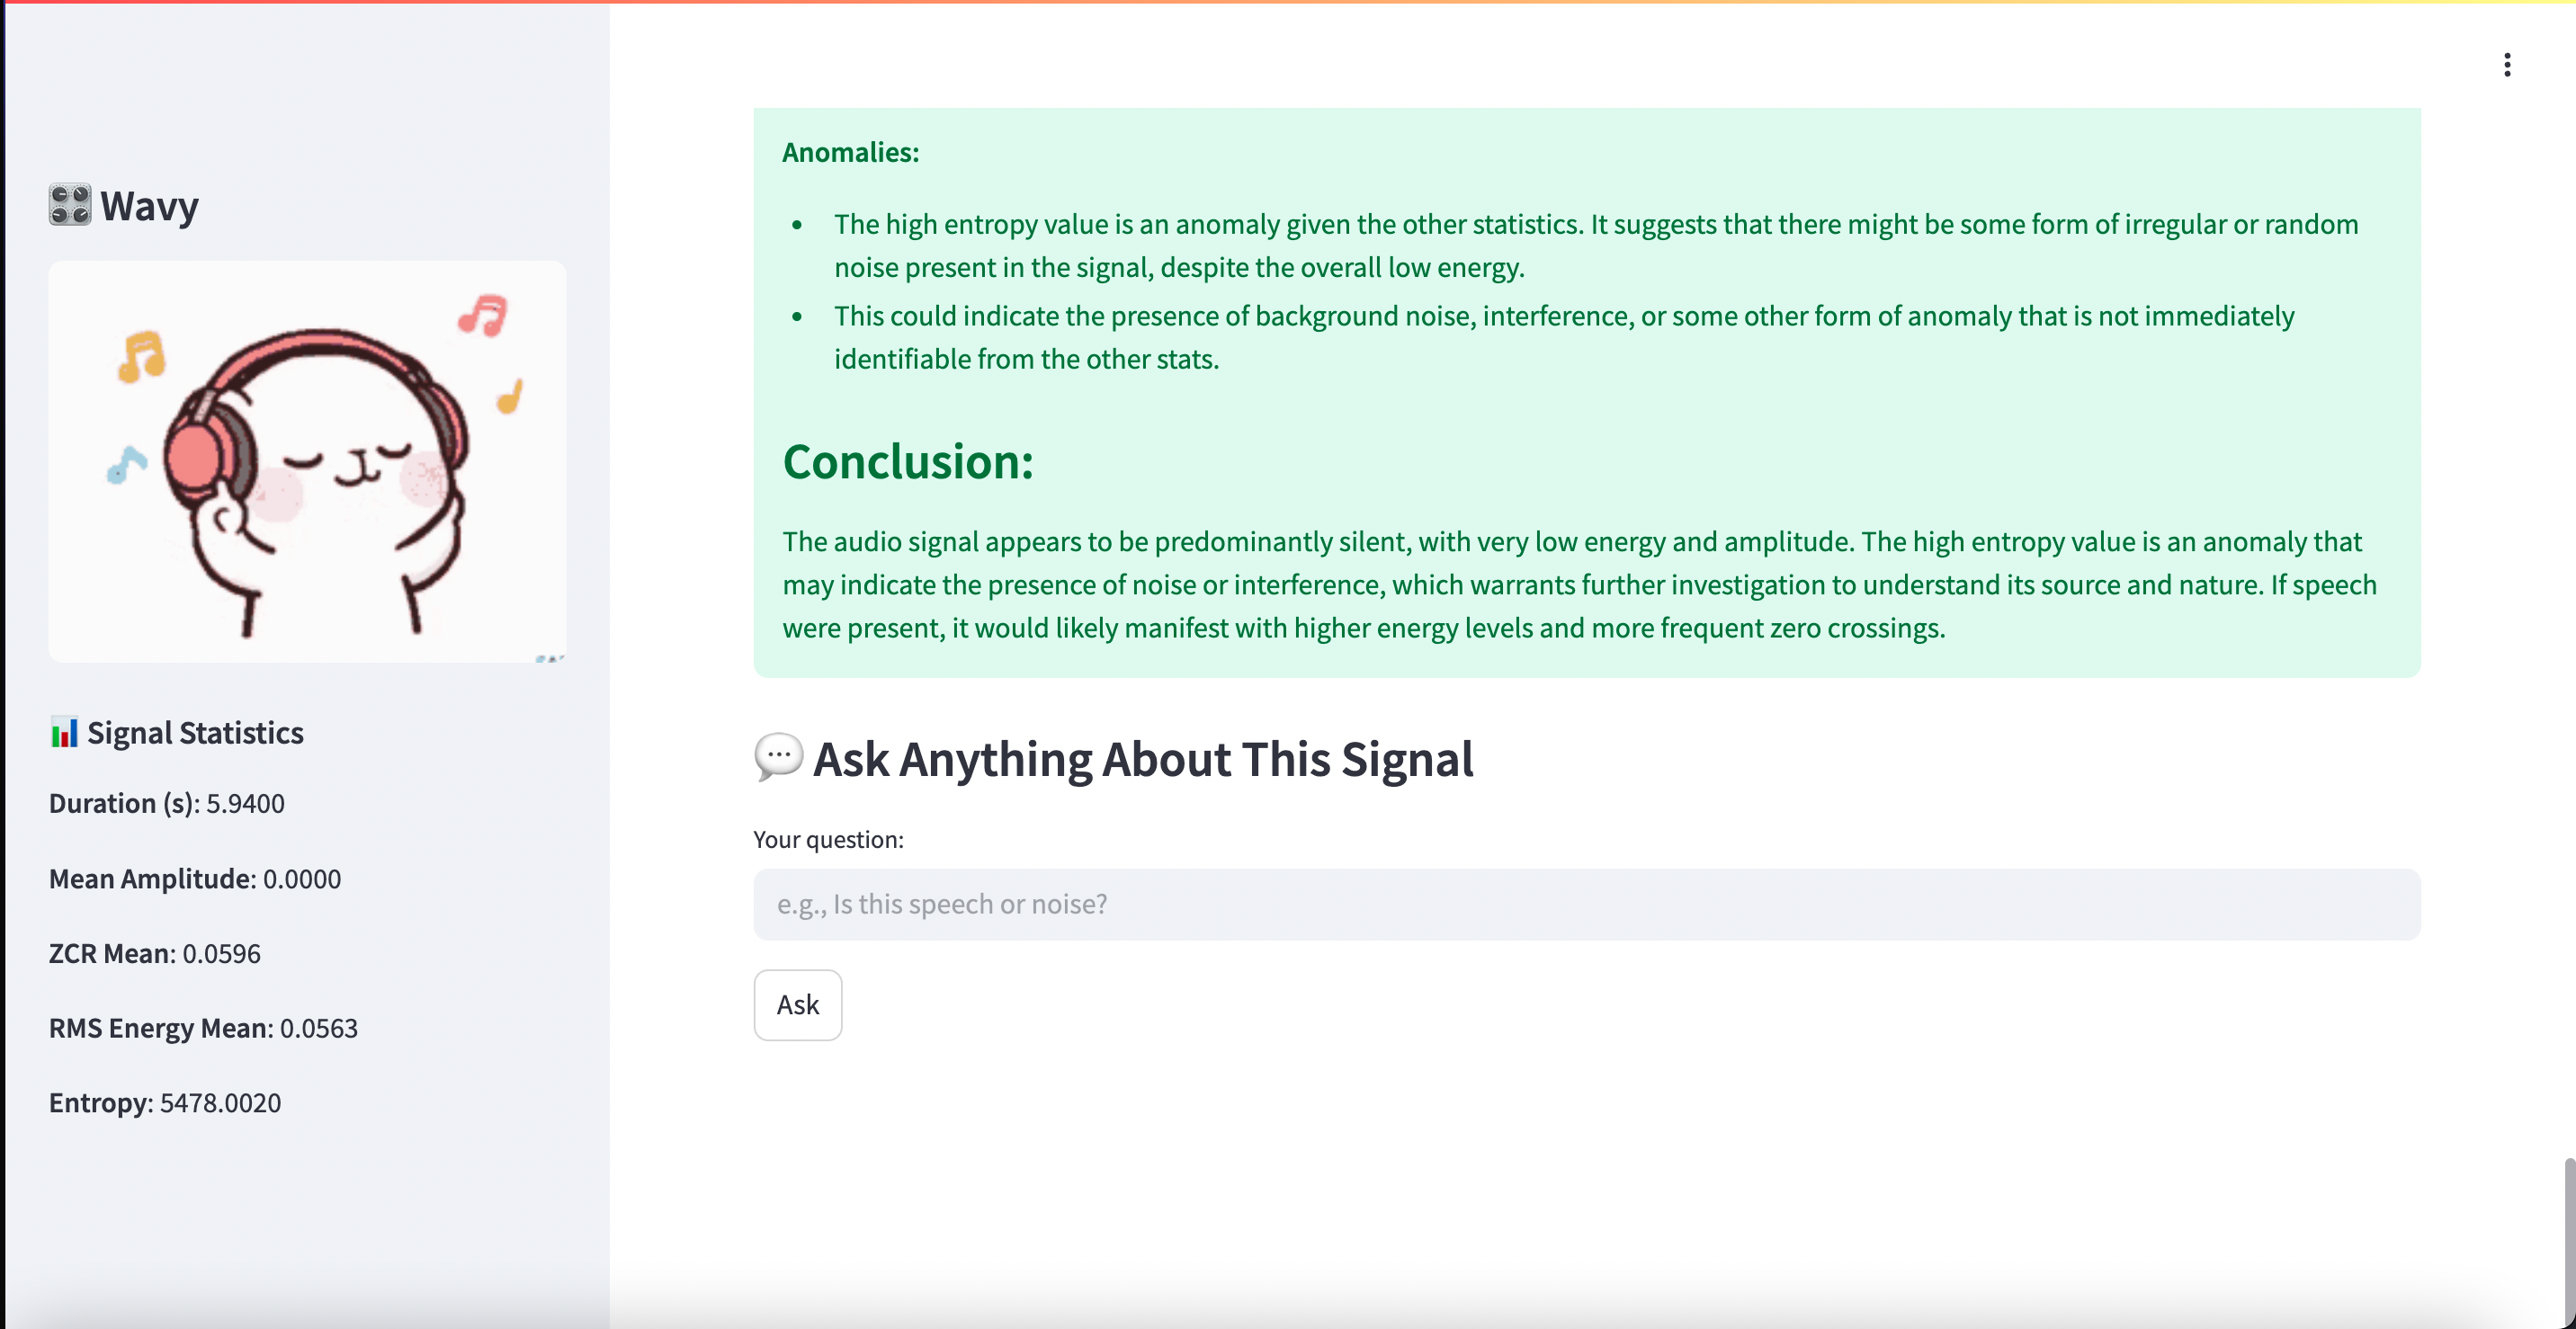 Wavy
Signal Statistics
Duration (s): 5.9400
Mean Amplitude: 0.0000
ZCR Mean: 0.0596
RMS Energy Mean: 0.0563
Entropy: 5478.0020
Anomalies:
• The high entropy value is an anomaly given the other statistics. It suggests that there might be some form of irregular or random
noise present in the signal, despite the overall low energy.
• This could indicate the presence of background noise, interference, or some other form of anomaly that is not immediately
identifiable from the other stats.
Conclusion:
The audio signal appears to be predominantly silent, with very low energy and amplitude. The high entropy value is an anomaly that
may indicate the presence of noise or interference, which warrants further investigation to understand its source and nature. If speech
were present, it would likely manifest with higher energy levels and more frequent zero crossings.
Ask Anything About This Signal
Your question:
e.g., Is this speech or noise?
Ask